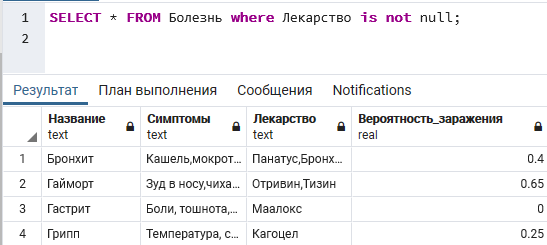 1 SELECT * FROM Болезнь where Лекарство is not null;
2
Результат План выполнения Сообщения Notifications
Название Симптомы Лекарство Вероятность_заражения
text text text real
1 Бронхит Кашель,мокрот... Панатус,Бронх... 0.4
2 Гайморт Зуд в носу,чиха... Отривин,Тизин 0.65
3 Гастрит Боли, тошнота,... Маалокс 0
4 Грипп Температура, с... Кагоцел 0.25